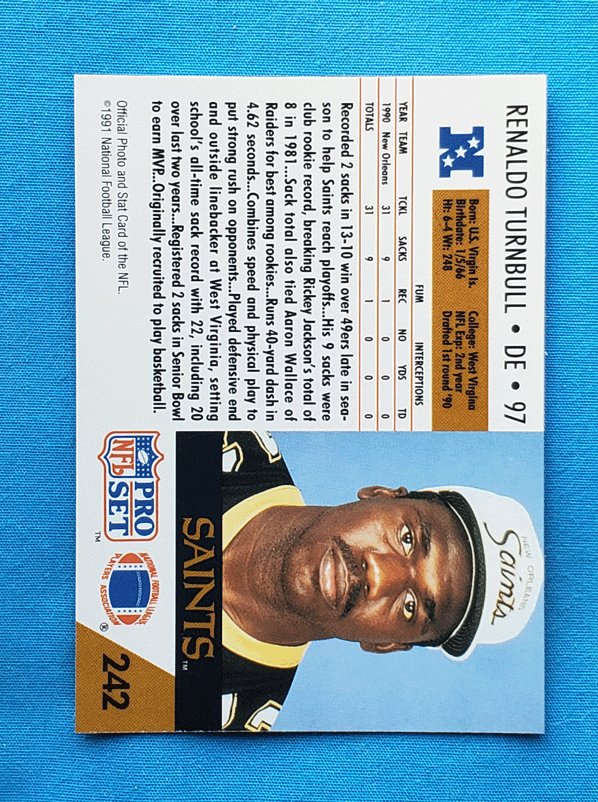 RENALDO TURNBULL • DE • 97
N
Born: U.S. Virgin Is.
Birthdate: 1/5/66
Ht: 6-4 Wt: 248
College: West Virginia
NFL Exp: 2nd year
Drafted 1st round '90
FUM INTERCEPTIONS
YEAR TEAM TCKL SACKS REC NO YDS TD
1990 New Orleans 31 9 1 0 0 0
TOTALS 31 9 1 0 0 0
Recorded 2 sacks in 13-10 win over 49ers late in sea-
son to help Saints reach playoffs...His 9 sacks were
club rookie record, breaking Rickey Jackson's total of
8 in 1981...Sack total also tied Aaron Wallace of
Raiders for best among rookies...Runs 40-yard dash in
4.62 seconds...Combines speed and physical play to
put strong rush on opponents...Played defensive end
and outside linebacker at West Virginia, setting
school's all-time sack record with 22, including 20
over last two years...Registered 2 sacks in Senior Bowl
to earn MVP...Originally recruited to play basketball.
Official Photo and Stat Card of the NFL.
©1991 National Football League.
NEW ORLEANS
Saints
SAINTS™
PRO
NFL
SET™
NATIONAL FOOTBALL LEAGUE
PLAYERS ASSOCIATION®
242